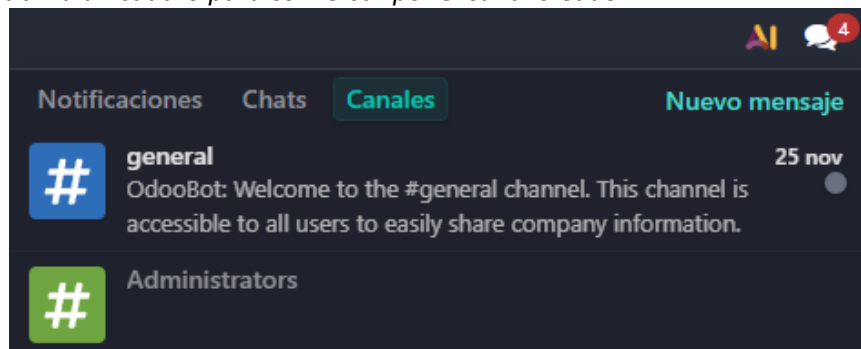 AI 4
Notificaciones Chats Canales Nuevo mensaje
# general 25 nov
OdooBot: Welcome to the #general channel. This channel is
accessible to all users to easily share company information.
# Administrators